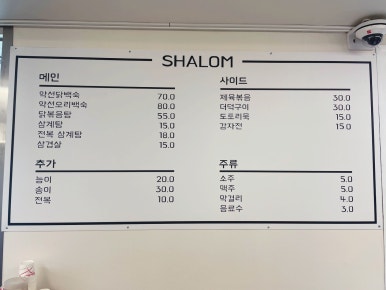 SHALOM
메인
약선닭백숙 70.0
약선오리백숙 80.0
닭볶음탕 55.0
삼계탕 15.0
전복 삼계탕 18.0
삼겹살 15.0
사이드
제육볶음 30.0
더덕구이 30.0
도토리묵 15.0
감자전 15.0
추가
능이 20.0
송이 30.0
전복 10.0
주류
소주 5.0
맥주 5.0
막걸리 4.0
음료수 3.0